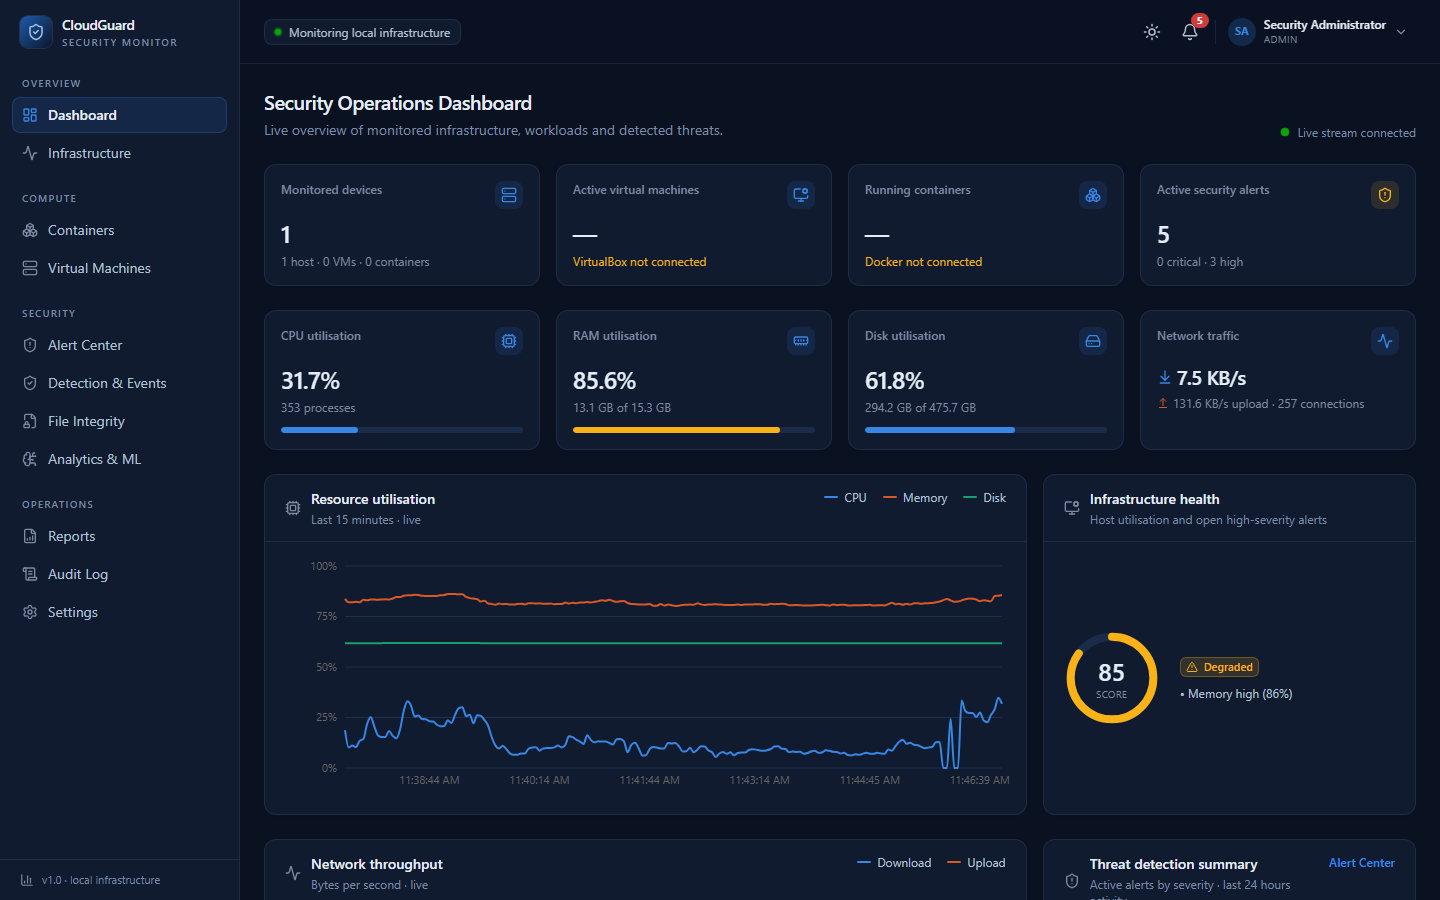 CloudGuard
SECURITY MONITOR
OVERVIEW
Dashboard
Infrastructure
COMPUTE
Containers
Virtual Machines
SECURITY
Alert Center
Detection & Events
File Integrity
Analytics & ML
OPERATIONS
Reports
Audit Log
Settings
v1.0 · local infrastructure
Monitoring local infrastructure
5
SA
Security Administrator
ADMIN
Security Operations Dashboard
Live overview of monitored infrastructure, workloads and detected threats.
Live stream connected
Monitored devices
1
1 host · 0 VMs · 0 containers
Active virtual machines
—
VirtualBox not connected
Running containers
—
Docker not connected
Active security alerts
5
0 critical · 3 high
CPU utilisation
31.7%
353 processes
RAM utilisation
85.6%
13.1 GB of 15.3 GB
Disk utilisation
61.8%
294.2 GB of 475.7 GB
Network traffic
7.5 KB/s
131.6 KB/s upload · 257 connections
Resource utilisation
Last 15 minutes · live
CPU Memory Disk
100%
75%
50%
25%
0%
11:38:44 AM 11:40:14 AM 11:41:44 AM 11:43:14 AM 11:44:45 AM 11:46:39 AM
Infrastructure health
Host utilisation and open high-severity alerts
85
SCORE
Degraded
• Memory high (86%)
Network throughput
Bytes per second · live
Download Upload
Threat detection summary
Alert Center
Active alerts by severity · last 24 hours
activity